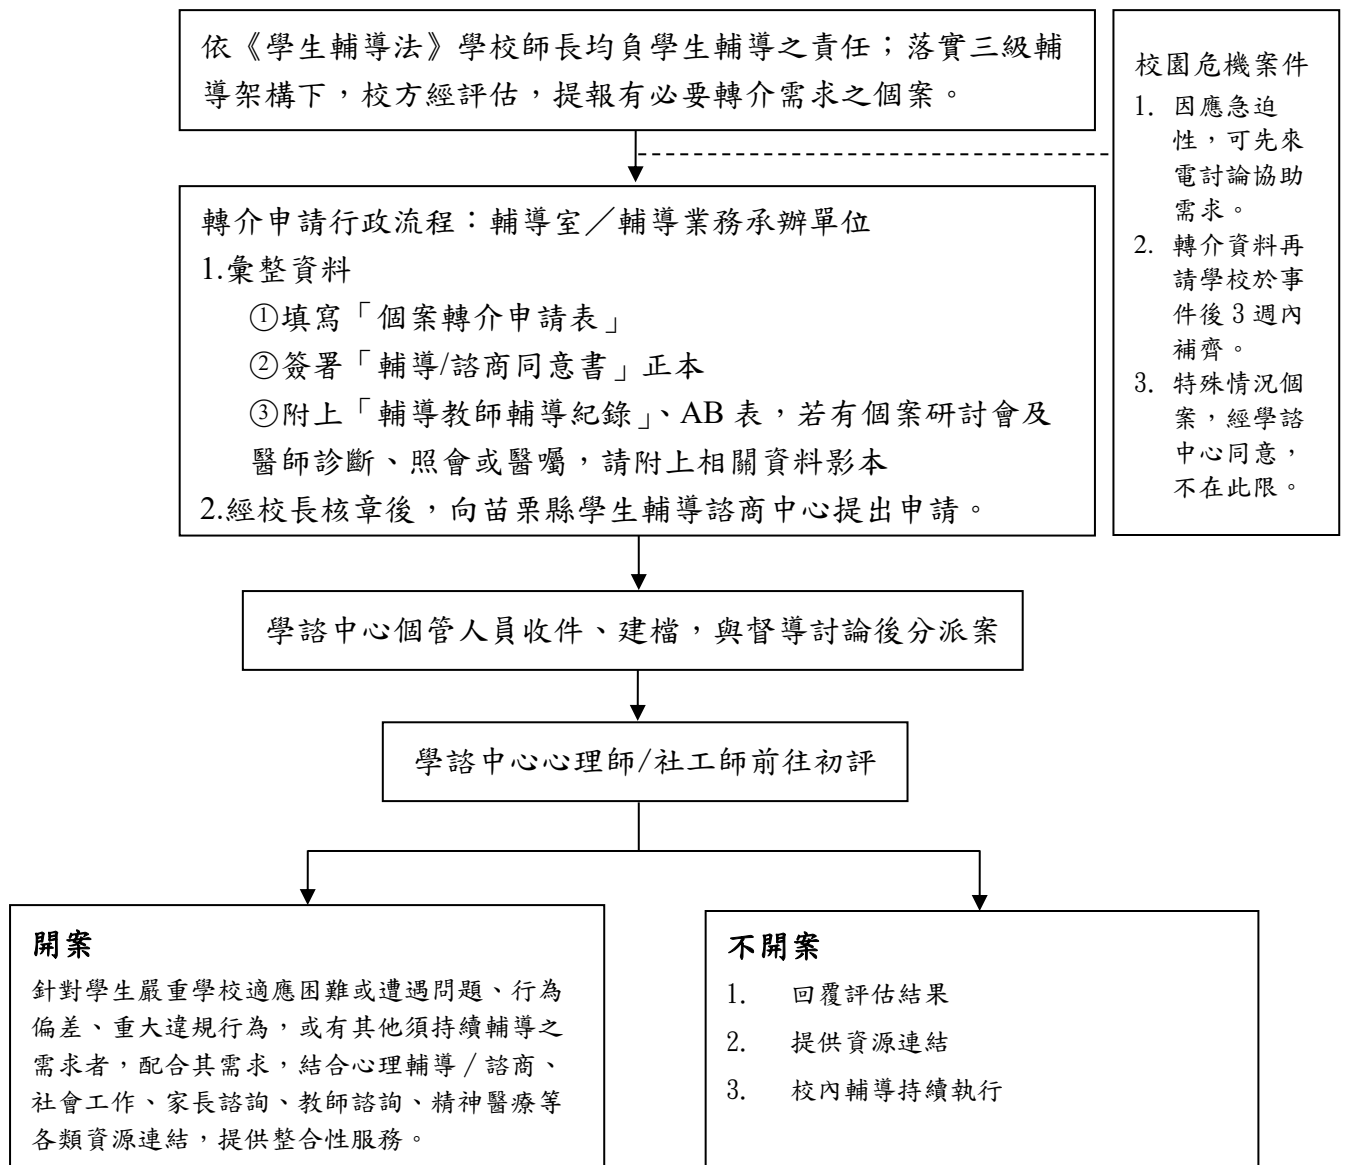 依《學生輔導法》學校師長均負學生輔導之責任；落實三級輔
導架構下，校方經評估，提報有必要轉介需求之個案。
校園危機案件
1. 因應急迫
性，可先來
電討論協助
需求。
2. 轉介資料再
請學校於事
件後 3 週內
補齊。
3. 特殊情況個
案，經學諮
中心同意，
不在此限。
轉介申請行政流程：輔導室／輔導業務承辦單位
1.彙整資料
①填寫「個案轉介申請表」
②簽署「輔導/諮商同意書」正本
③附上「輔導教師輔導紀錄」、AB 表，若有個案研討會及
醫師診斷、照會或醫囑，請附上相關資料影本
2.經校長核章後，向苗栗縣學生輔導諮商中心提出申請。
學諮中心個管人員收件、建檔，與督導討論後分派案
學諮中心心理師/社工師前往初評
開案
針對學生嚴重學校適應困難或遭遇問題、行為
偏差、重大違規行為，或有其他須持續輔導之
需求者，配合其需求，結合心理輔導／諮商、
社會工作、家長諮詢、教師諮詢、精神醫療等
各類資源連結，提供整合性服務。
不開案
1. 回覆評估結果
2. 提供資源連結
3. 校內輔導持續執行